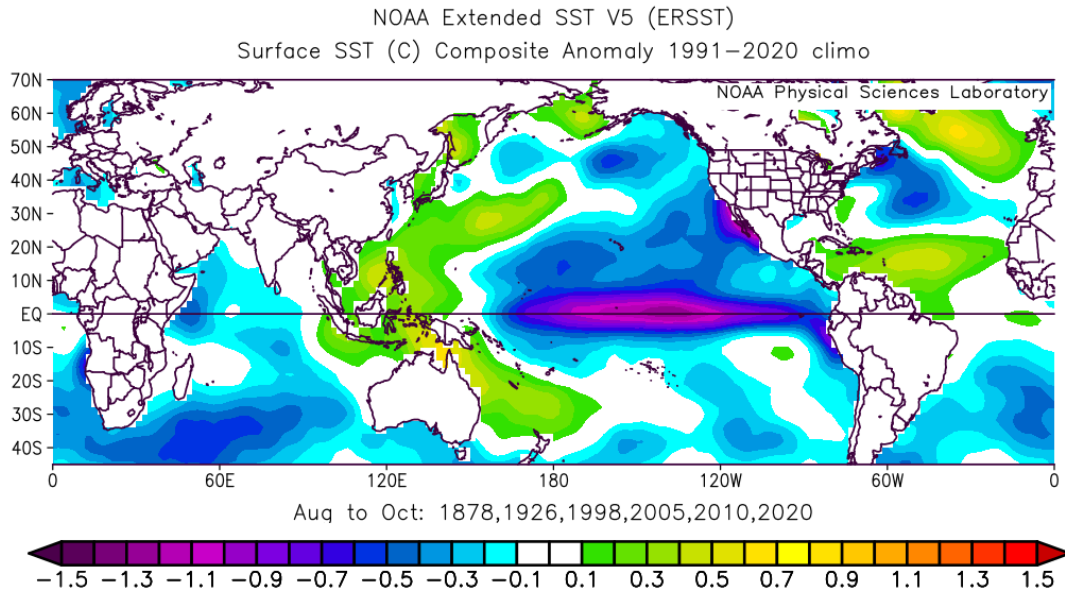 NOAA Extended SST V5 (ERSST)
Surface SST (C) Composite Anomaly 1991−2020 climo
NOAA Physical Sciences Laboratory
70N
60N
50N
40N
30N
20N
10N
EQ
10S
20S
30S
40S
0 60E 120E 180 120W 60W 0
Aug to Oct: 1878,1926,1998,2005,2010,2020
−1.5 −1.3 −1.1 −0.9 −0.7 −0.5 −0.3 −0.1 0.1 0.3 0.5 0.7 0.9 1.1 1.3 1.5